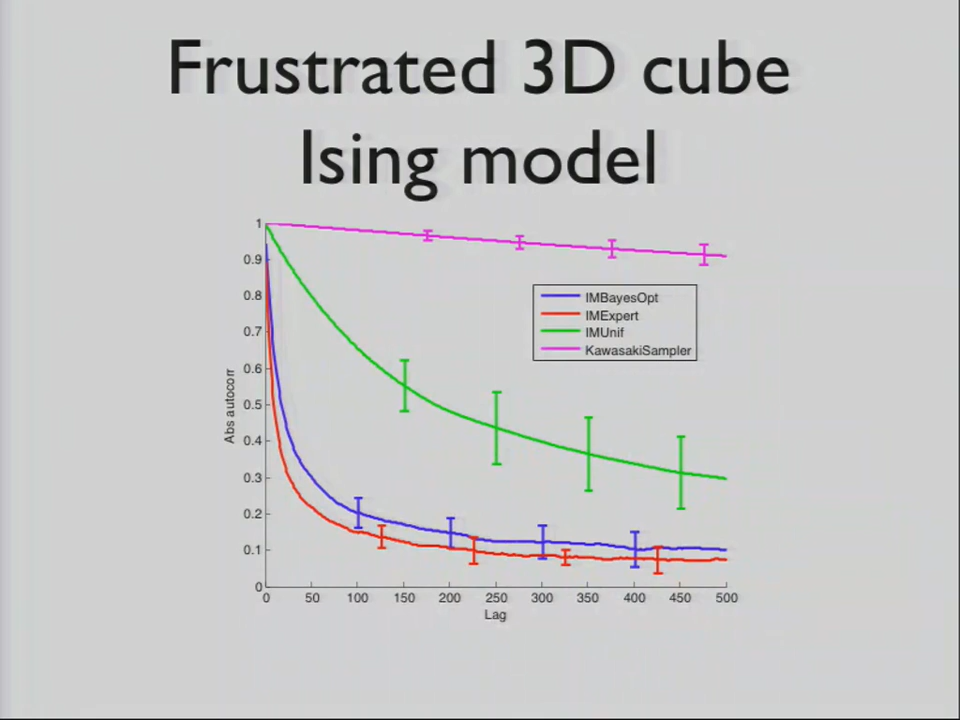 Frustrated 3D cube
Ising model
1
0.9
0.8
0.7
0.6
0.5
0.4
0.3
0.2
0.1
0
Abs autocorr
IMBayesOpt
IMExpert
IMUnif
KawasakiSampler
0 50 100 150 200 250 300 350 400 450 500
Lag